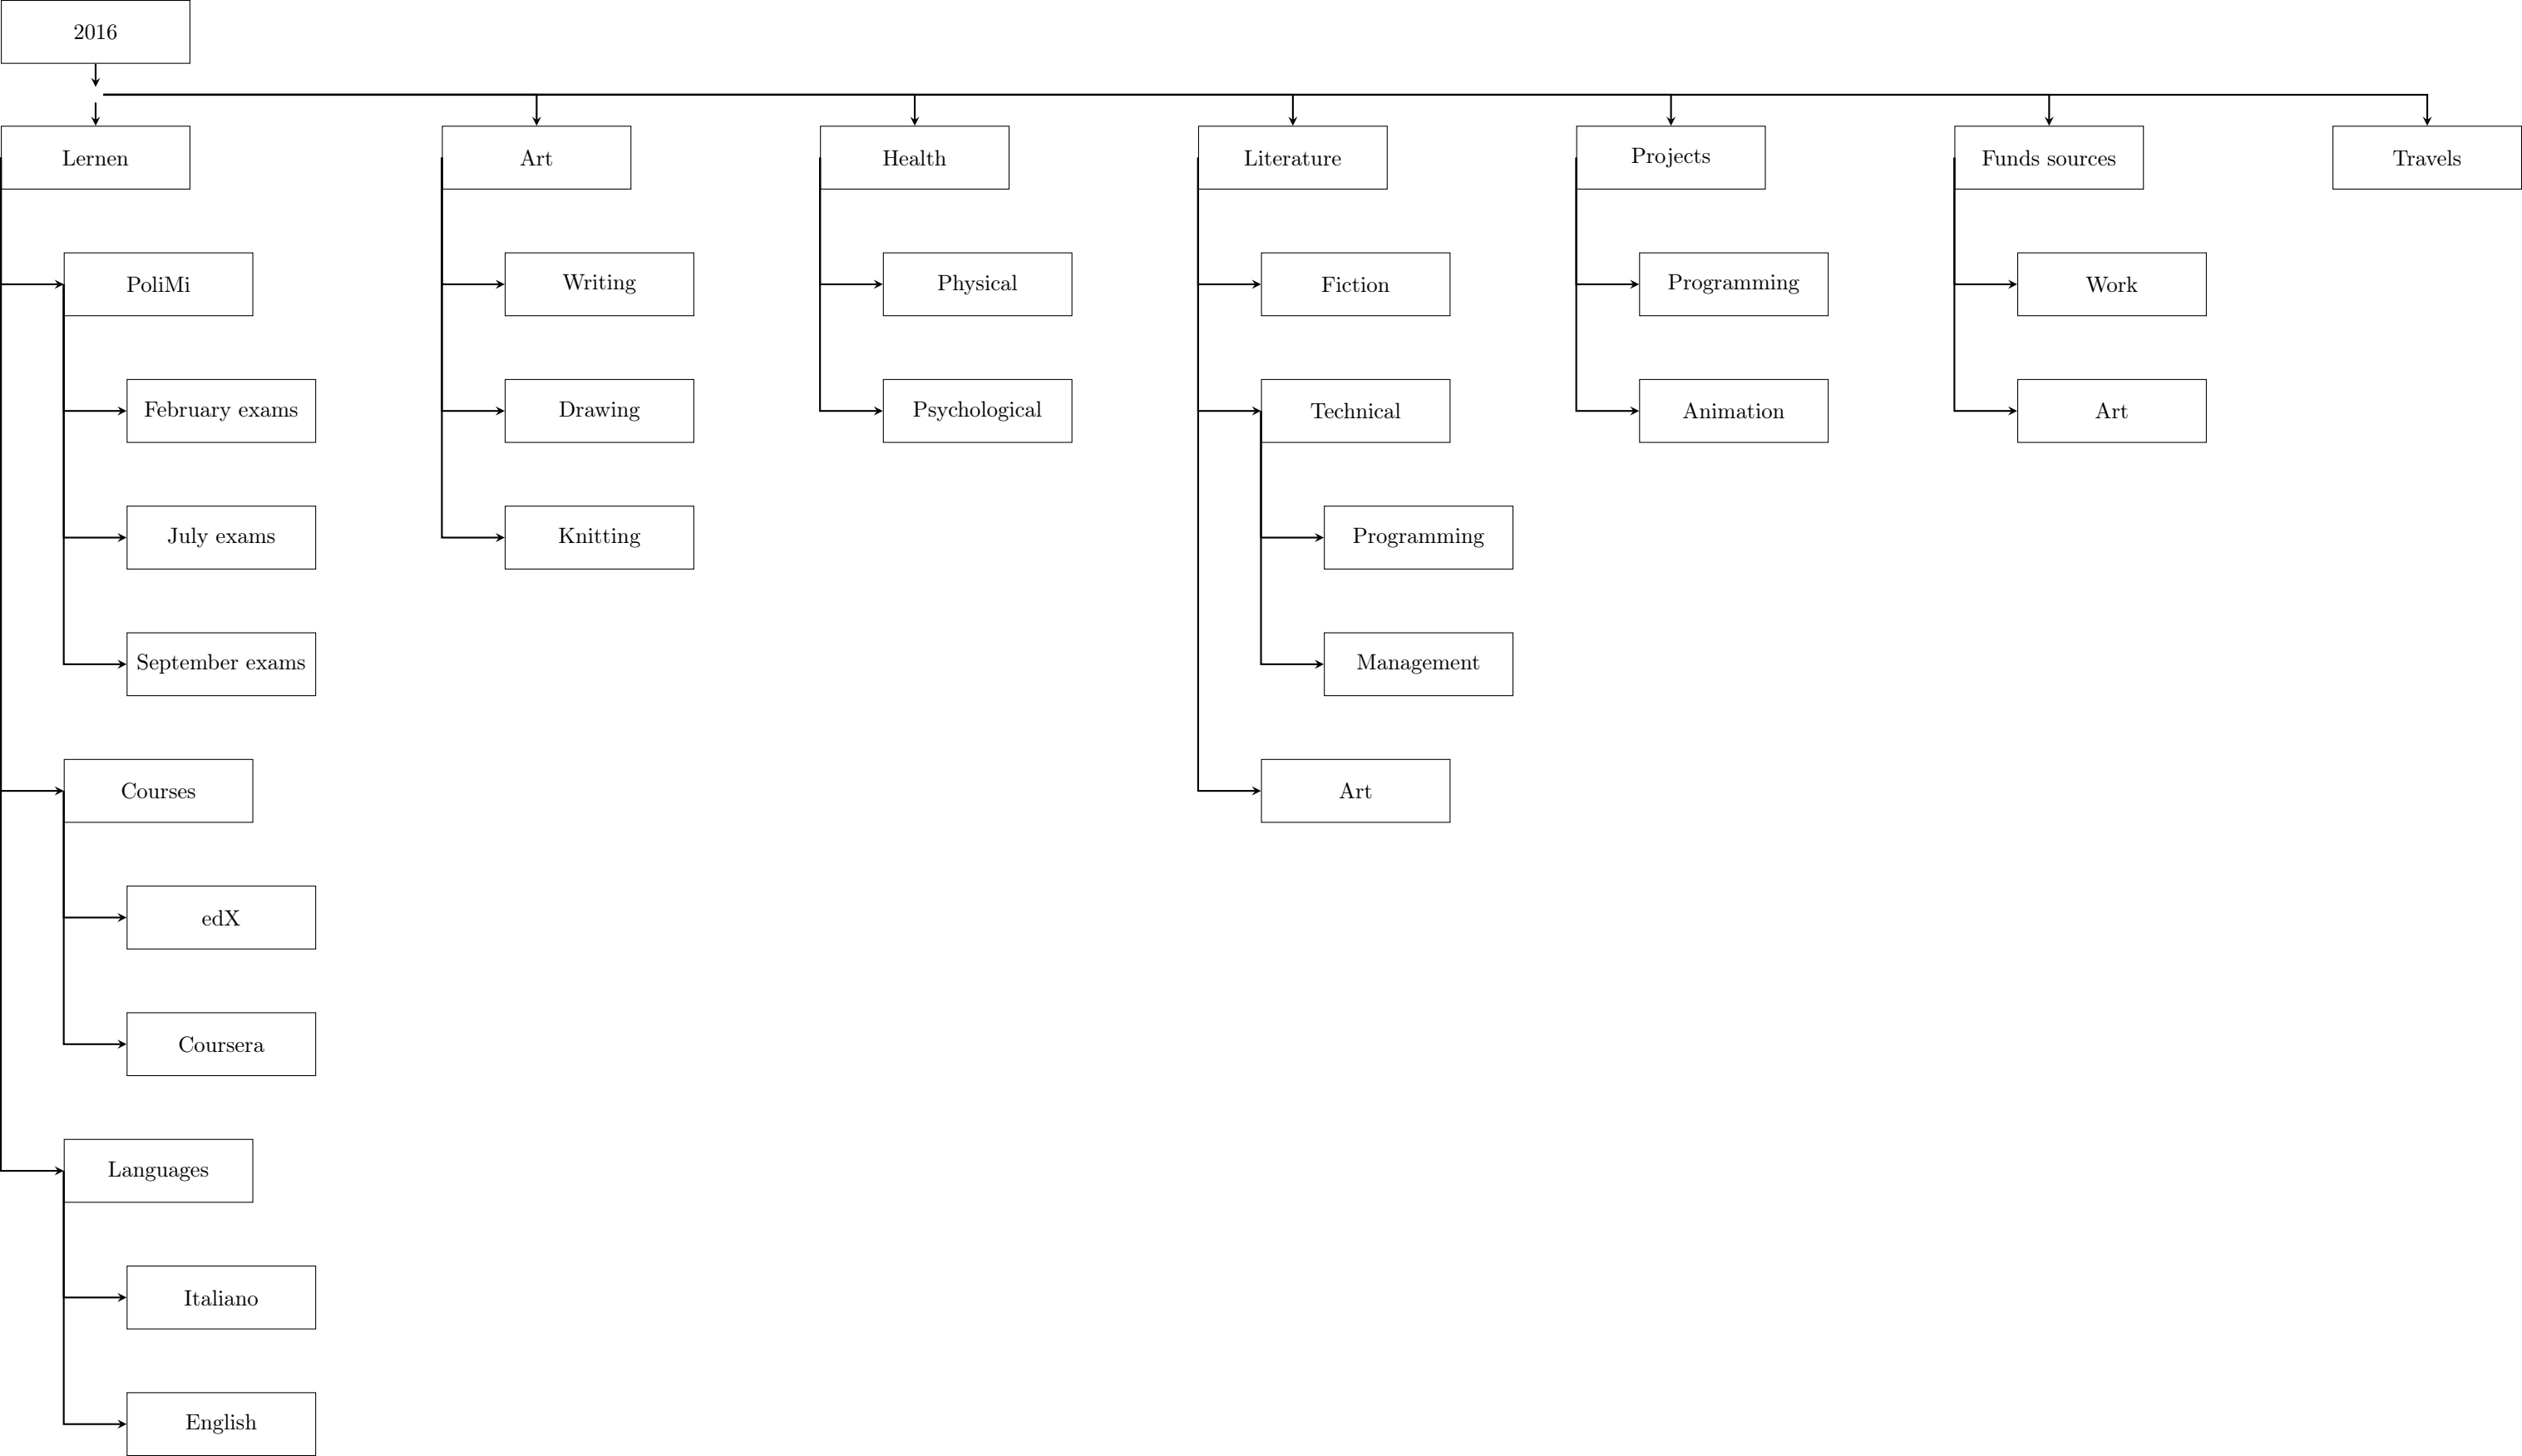 2016
Lernen
Art
Health
Literature
Projects
Funds sources
Travels
PoliMi
Writing
Physical
Fiction
Programming
Work
February exams
Drawing
Psychological
Technical
Animation
Art
July exams
Knitting
Programming
September exams
Management
Courses
Art
edX
Coursera
Languages
Italiano
English